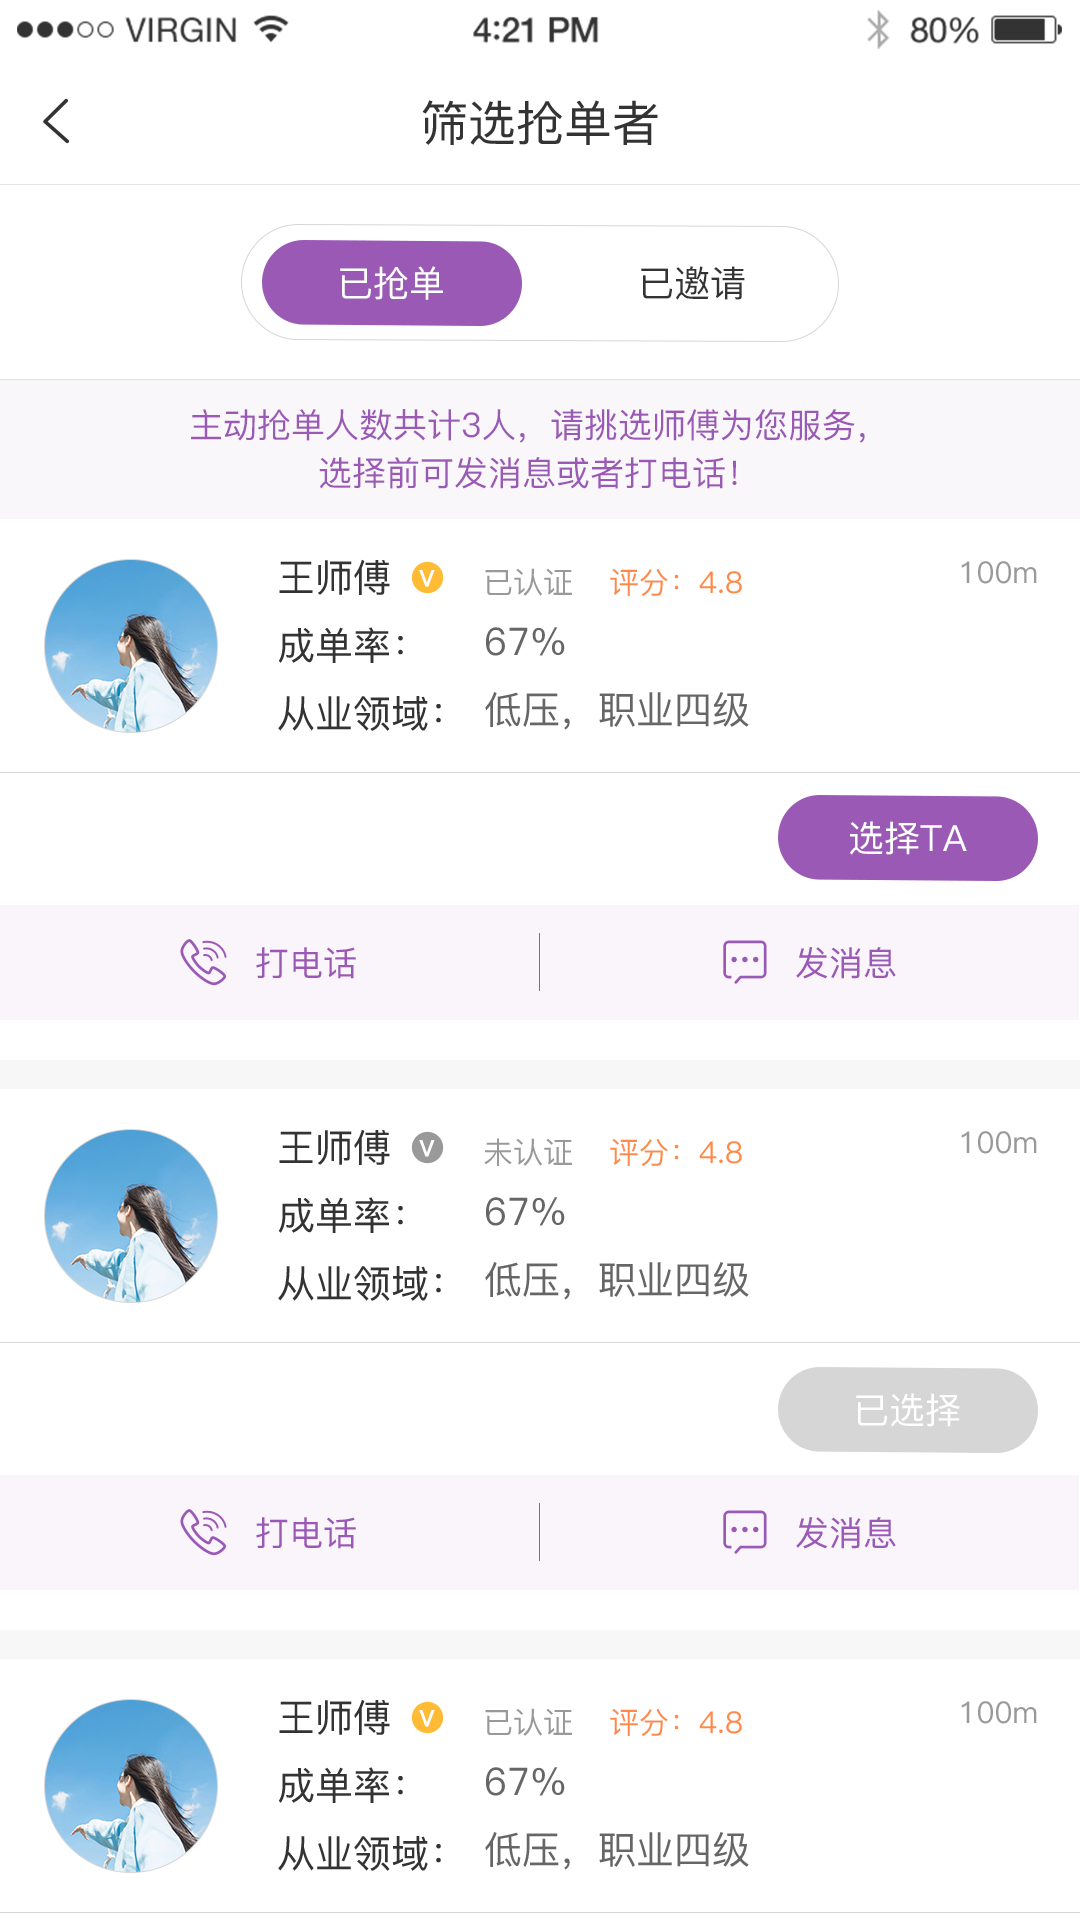 VIRGIN 4:21 PM 80%
筛选抢单者
已抢单 已邀请
主动抢单人数共计3人，请挑选师傅为您服务，
选择前可发消息或者打电话！
王师傅 V 已认证 评分：4.8 100m
成单率： 67%
从业领域： 低压，职业四级
选择TA
打电话 发消息
王师傅 V 未认证 评分：4.8 100m
成单率： 67%
从业领域： 低压，职业四级
已选择
打电话 发消息
王师傅 V 已认证 评分：4.8 100m
成单率： 67%
从业领域： 低压，职业四级